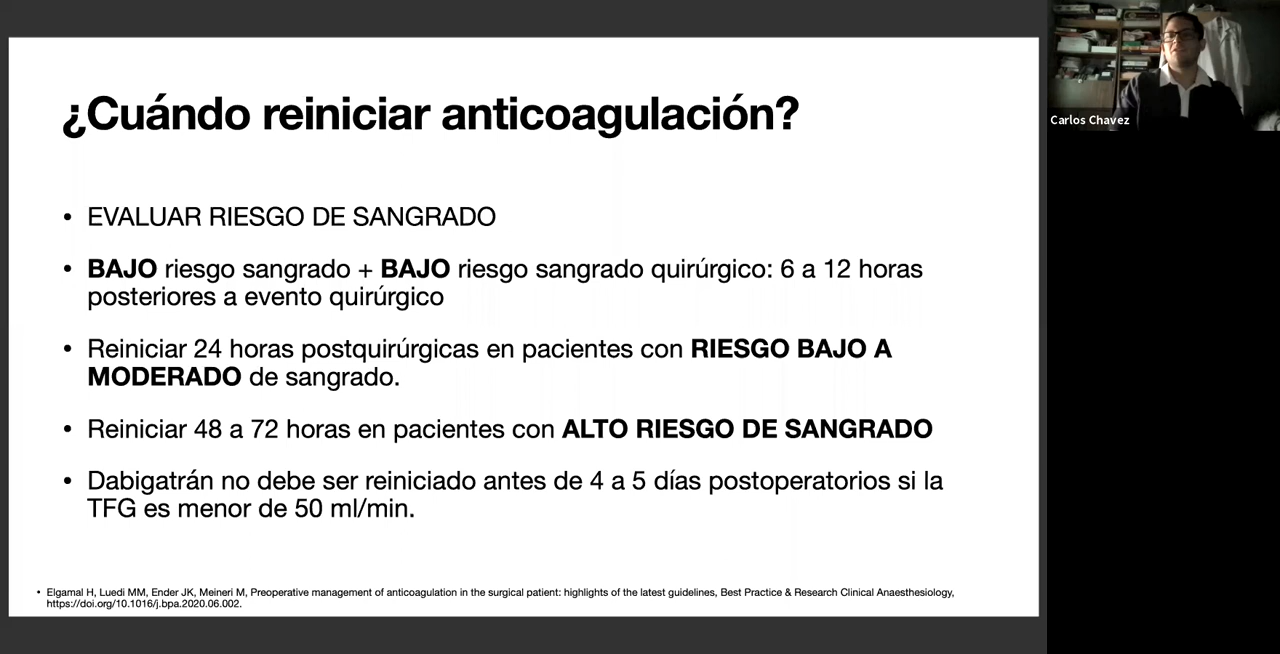 ¿Cuándo reiniciar anticoagulación?
• EVALUAR RIESGO DE SANGRADO
• BAJO riesgo sangrado + BAJO riesgo sangrado quirúrgico: 6 a 12 horas
posteriores a evento quirúrgico
• Reiniciar 24 horas postquirúrgicas en pacientes con RIESGO BAJO A
MODERADO de sangrado.
• Reiniciar 48 a 72 horas en pacientes con ALTO RIESGO DE SANGRADO
• Dabigatrán no debe ser reiniciado antes de 4 a 5 días postoperatorios si la
TFG es menor de 50 ml/min.
• Elgamal H, Luedi MM, Ender JK, Meineri M, Preoperative management of anticoagulation in the surgical patient: highlights of the latest guidelines, Best Practice & Research Clinical Anaesthesiology,
https://doi.org/10.1016/j.bpa.2020.06.002.
Carlos Chavez